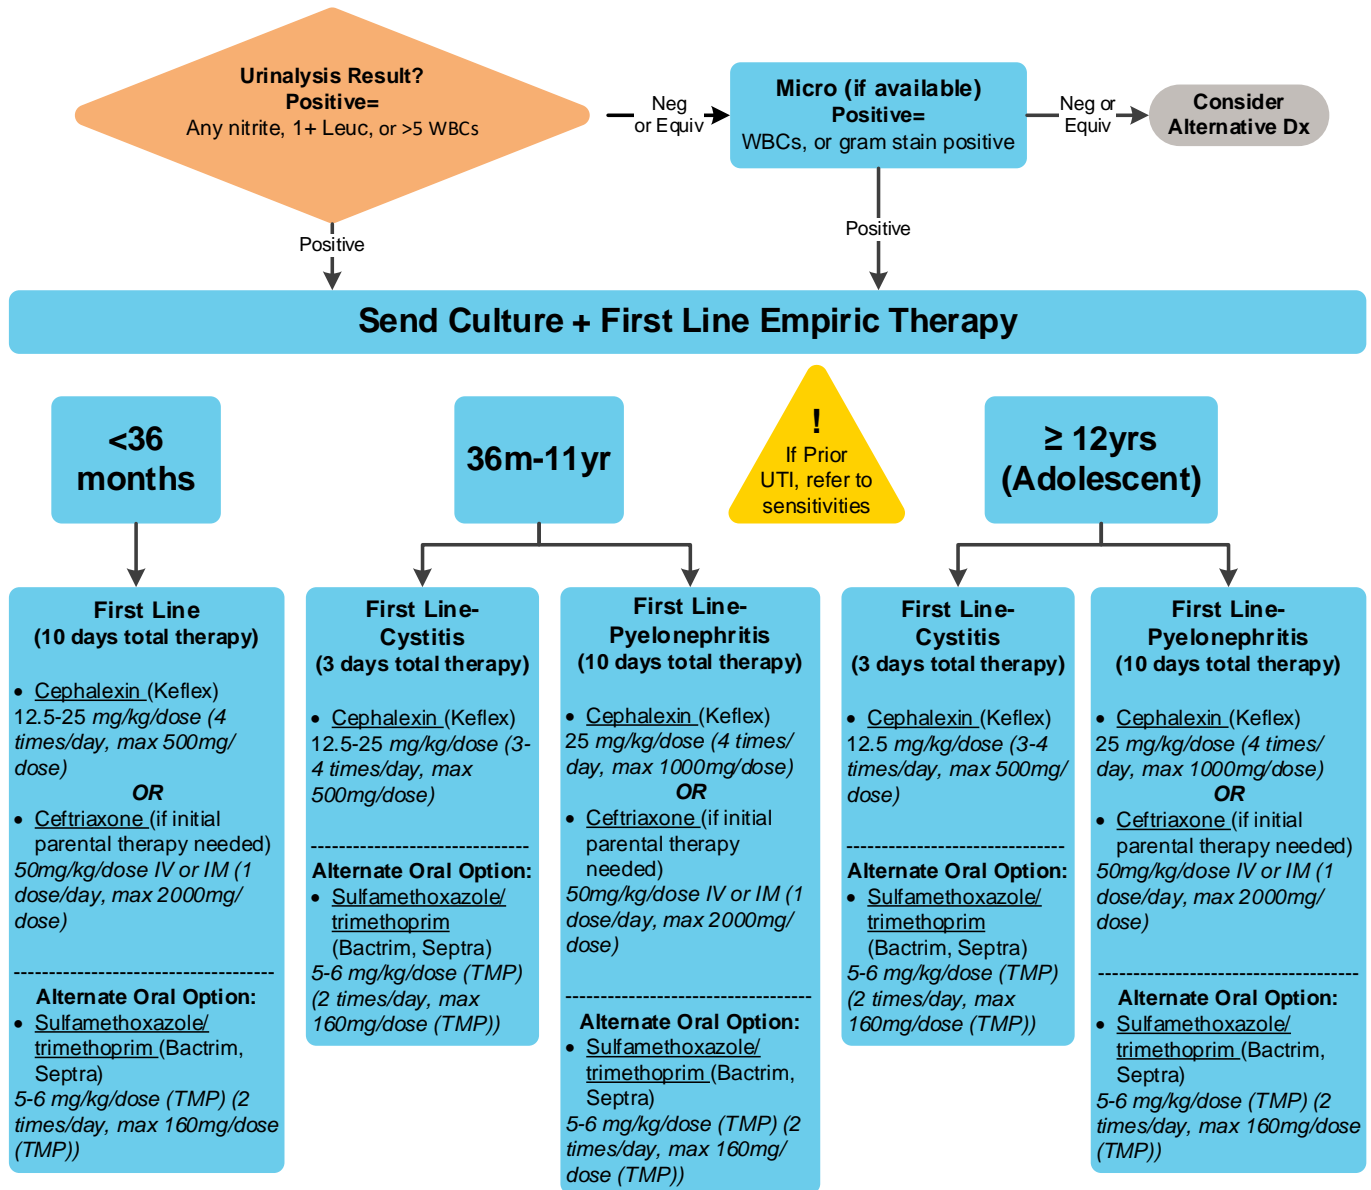 Urinalysis Result?
Positive=
Any nitrite, 1+ Leuc, or >5 WBCs
Neg
or Equiv
Micro (if available)
Positive=
WBCs, or gram stain positive
Neg or
Equiv
Consider
Alternative Dx
Positive
Positive
Send Culture + First Line Empiric Therapy
<36
months
36m-11yr
!
If Prior
UTI, refer to
sensitivities
≥ 12yrs
(Adolescent)
First Line
(10 days total therapy)
• Cephalexin (Keflex)
12.5-25 mg/kg/dose (4
times/day, max 500mg/
dose)
OR
• Ceftriaxone (if initial
parental therapy needed)
50mg/kg/dose IV or IM (1
dose/day, max 2000mg/
dose)
-------------------------------------
Alternate Oral Option:
• Sulfamethoxazole/
trimethoprim (Bactrim,
Septra)
5-6 mg/kg/dose (TMP) (2
times/day, max 160mg/dose
(TMP))
First Line-
Cystitis
(3 days total therapy)
• Cephalexin (Keflex)
12.5-25 mg/kg/dose (3-
4 times/day, max
500mg/dose)
-------------------------------
Alternate Oral Option:
• Sulfamethoxazole/
trimethoprim
(Bactrim, Septra)
5-6 mg/kg/dose (TMP)
(2 times/day, max
160mg/dose (TMP))
First Line-
Pyelonephritis
(10 days total therapy)
• Cephalexin (Keflex)
25 mg/kg/dose (4 times/
day, max 1000mg/dose)
OR
• Ceftriaxone (if initial
parental therapy
needed)
50mg/kg/dose IV or IM (1
dose/day, max 2000mg/
dose)
-----------------------------------
Alternate Oral Option:
• Sulfamethoxazole/
trimethoprim (Bactrim,
Septra)
5-6 mg/kg/dose (TMP) (2
times/day, max 160mg/
dose (TMP))
First Line-
Cystitis
(3 days total therapy)
• Cephalexin (Keflex)
12.5 mg/kg/dose (3-4
times/day, max 500mg/
dose)
-------------------------------
Alternate Oral Option:
• Sulfamethoxazole/
trimethoprim
(Bactrim, Septra)
5-6 mg/kg/dose (TMP)
(2 times/day, max
160mg/dose (TMP))
First Line-
Pyelonephritis
(10 days total therapy)
• Cephalexin (Keflex)
25 mg/kg/dose (4 times/
day, max 1000mg/dose)
OR
• Ceftriaxone (if initial
parental therapy needed)
50mg/kg/dose IV or IM (1
dose/day, max 2000mg/
dose)
-------------------------------------
Alternate Oral Option:
• Sulfamethoxazole/
trimethoprim (Bactrim,
Septra)
5-6 mg/kg/dose (TMP) (2
times/day, max 160mg/dose
(TMP))